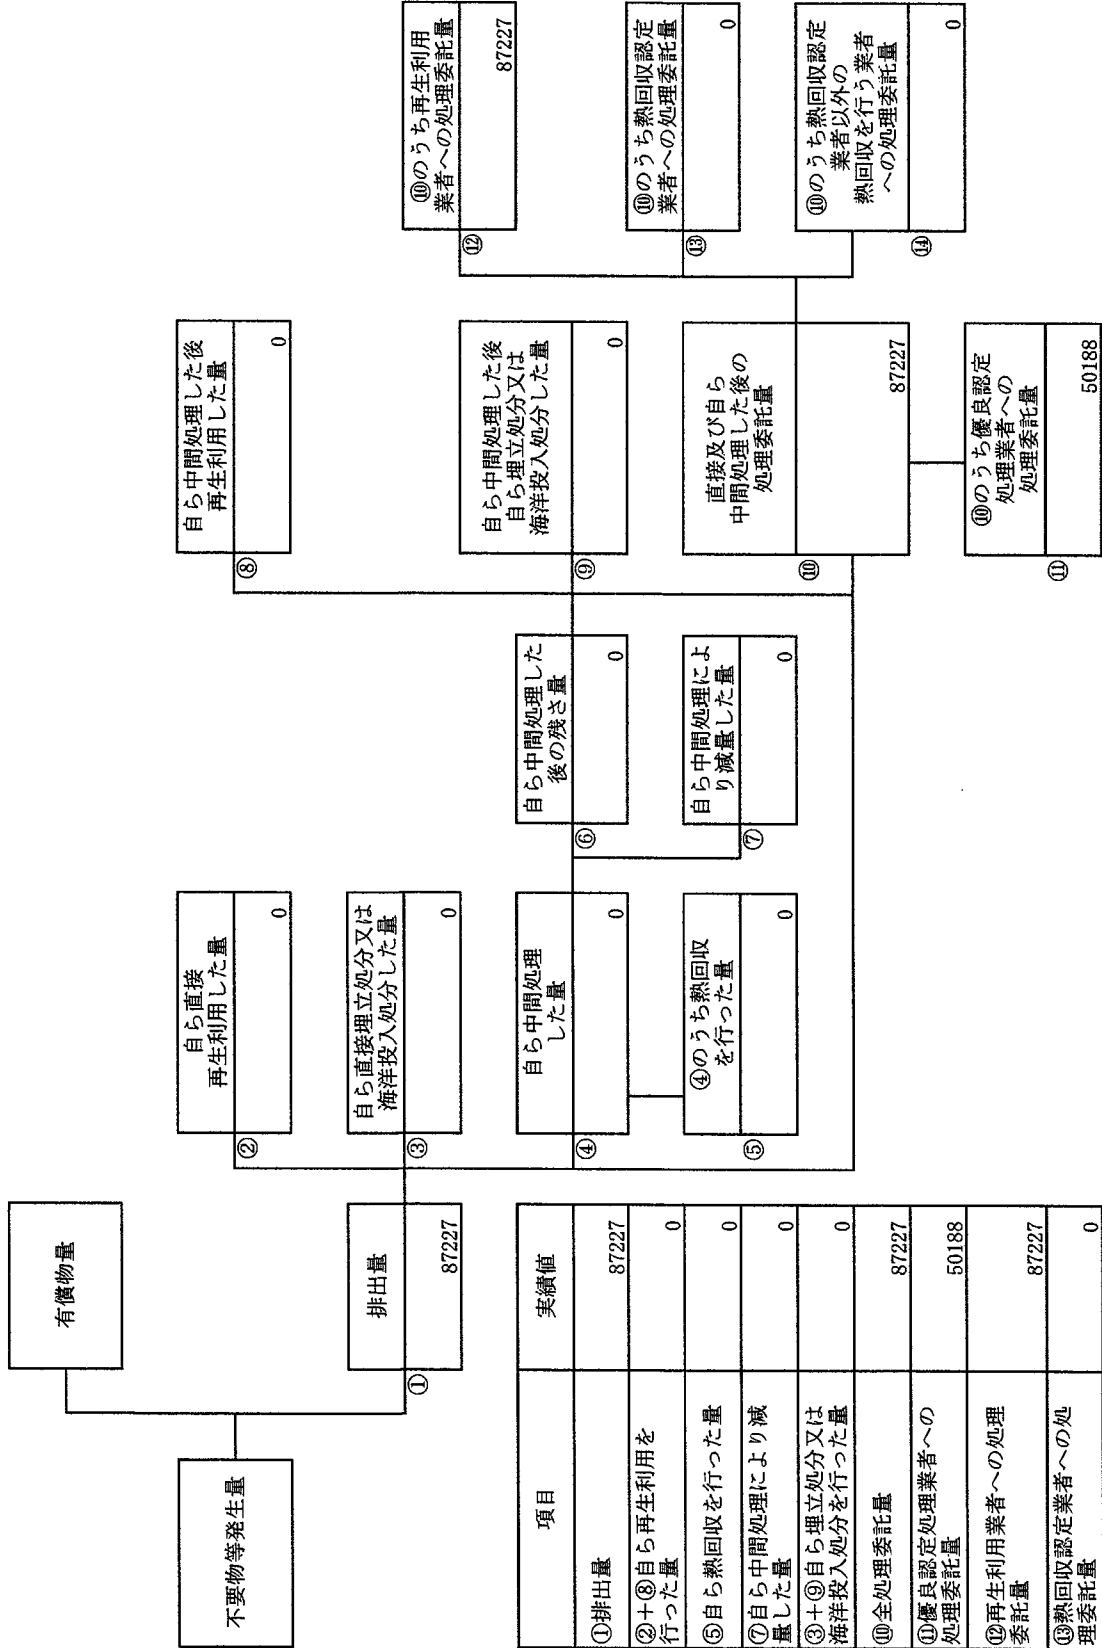 不要物等発生量
有償物量
①
排出量
87227
②
自ら直接
再生利用した量
0
③
自ら直接埋立処分又は
海洋投入処分した量
0
④
自ら中間処理
した量
0
⑤
④のうち熱回収
を行った量
0
⑥
自ら中間処理した
後の残さ量
0
⑦
自ら中間処理によ
り減量した量
0
⑧
自ら中間処理した後
再生利用した量
0
⑨
自ら中間処理した後
自ら埋立処分又は
海洋投入処分した量
0
⑩
直接及び自ら
中間処理した後の
処理委託量
87227
⑪
⑩のうち優良認定
処理業者への
処理委託量
50188
⑫
⑩のうち再生利用
業者への処理委託量
87227
⑬
⑩のうち熱回収認定
業者への処理委託量
0
⑭
⑩のうち熱回収認定
業者以外の
熱回収を行う業者
への処理委託量
0
項目 実績値
①排出量 87227
②+⑧自ら再生利用を
行った量 0
⑤自ら熱回収を行った量 0
⑦自ら中間処理により減
量した量 0
③+⑨自ら埋立処分又は
海洋投入処分を行った量 0
⑩全処理委託量 87227
⑪優良認定処理業者への
処理委託量 50188
⑫再生利用業者への処理
委託量 87227
⑬熱回収認定業者への処
理委託量 0